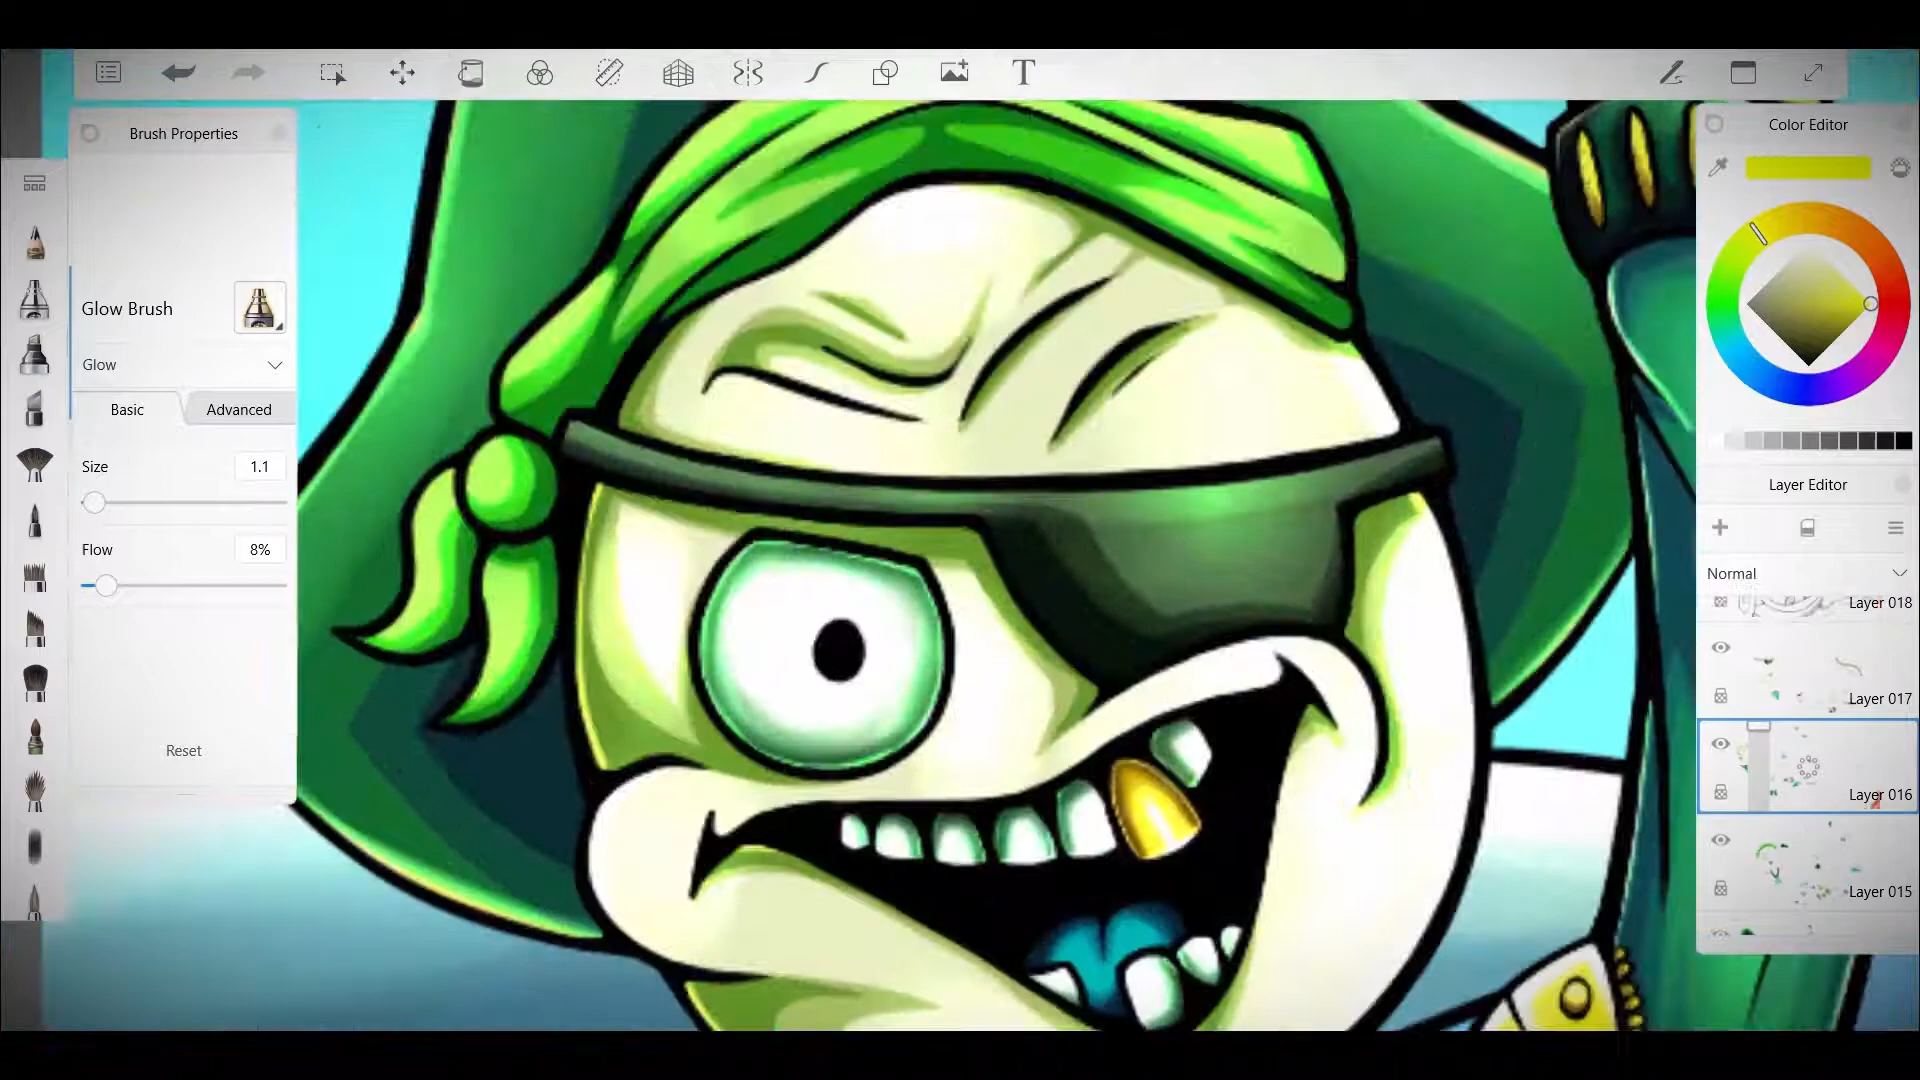 Brush Properties
Color Editor
Glow Brush
Glow
Basic
Advanced
Size
1.1
Layer Editor
Flow
8%
Normal
Layer 018
Layer 017
Reset
Layer 016
Layer 015